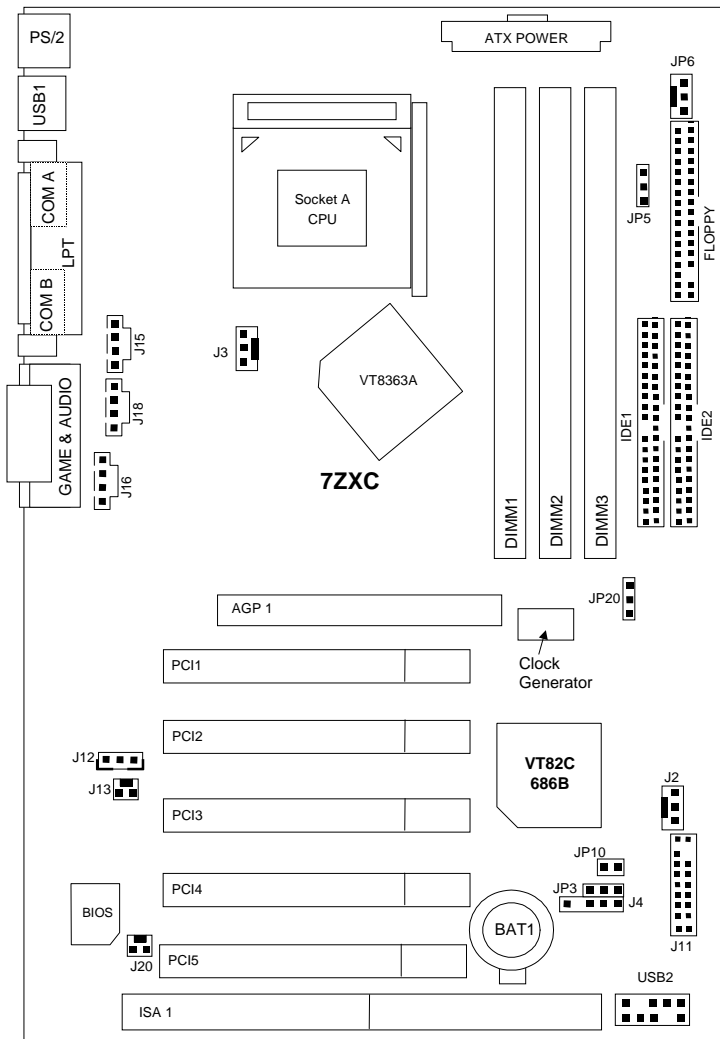 PS/2
ATX POWER
JP6
USB1
COM A
LPT
COM B
Socket A
CPU
JP5
FLOPPY
J15
J3
VT8363A
IDE1
IDE2
J18
GAME & AUDIO
J16
7ZXC
DIMM1
DIMM2
DIMM3
AGP 1
JP20
Clock
Generator
PCI1
PCI2
J12
VT82C
686B
J13
J2
PCI3
JP10
PCI4
JP3
J4
BIOS
BAT1
J11
J20
PCI5
USB2
ISA 1